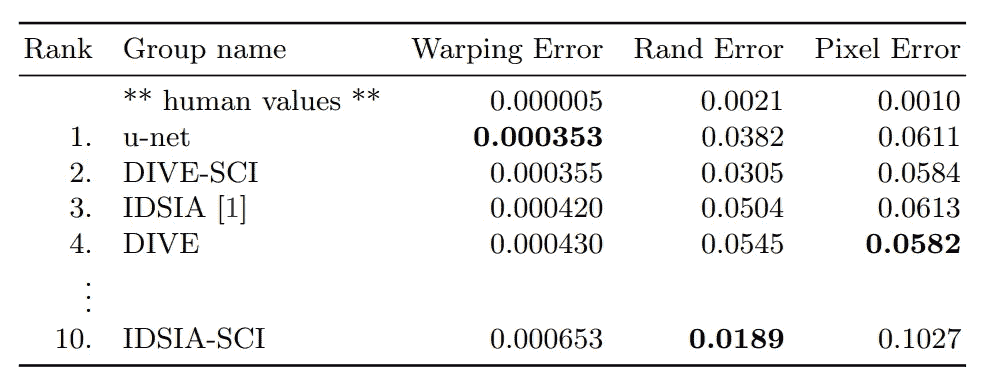 Rank Group name Warping Error Rand Error Pixel Error
** human values ** 0.000005 0.0021 0.0010
1. u-net 0.000353 0.0382 0.0611
2. DIVE-SCI 0.000355 0.0305 0.0584
3. IDSIA [1] 0.000420 0.0504 0.0613
4. DIVE 0.000430 0.0545 0.0582
⋮
10. IDSIA-SCI 0.000653 0.0189 0.1027